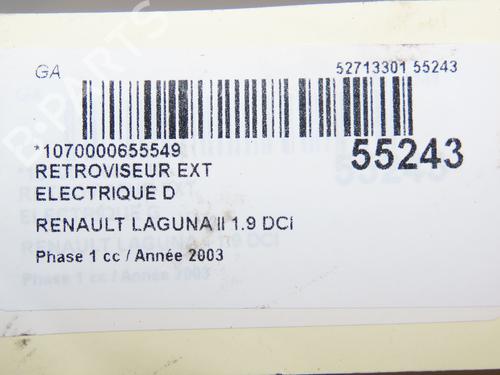 GA
52713301 55243
*1070000655549
55243
RETROVISEUR EXT
ELECTRIQUE D
RENAULT LAGUNA II 1.9 DCI
Phase 1 cc / Année 2003
B-PARTS